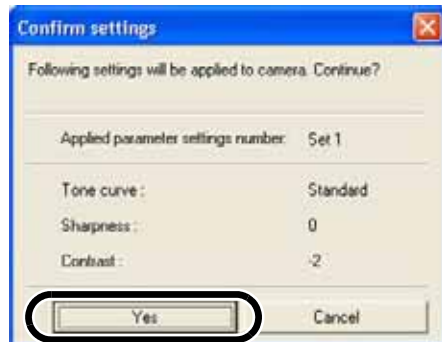 Confirm settings
Following settings will be applied to camera. Continue?
Applied parameter settings number: Set 1
Tone curve : Standard
Sharpness : 0
Contrast : -2
Yes Cancel